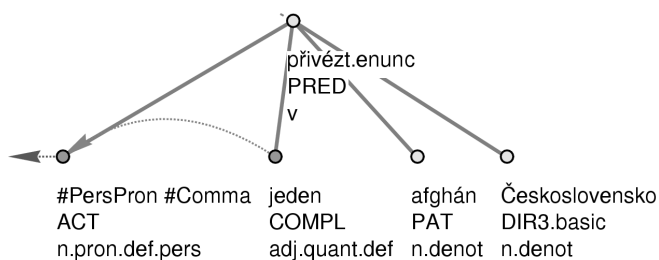 přivézt.enunc
PRED
v
#PersPron #Comma jeden afghán Československo
ACT COMPL PAT DIR3.basic
n.pron.def.pers adj.quant.def n.denot n.denot